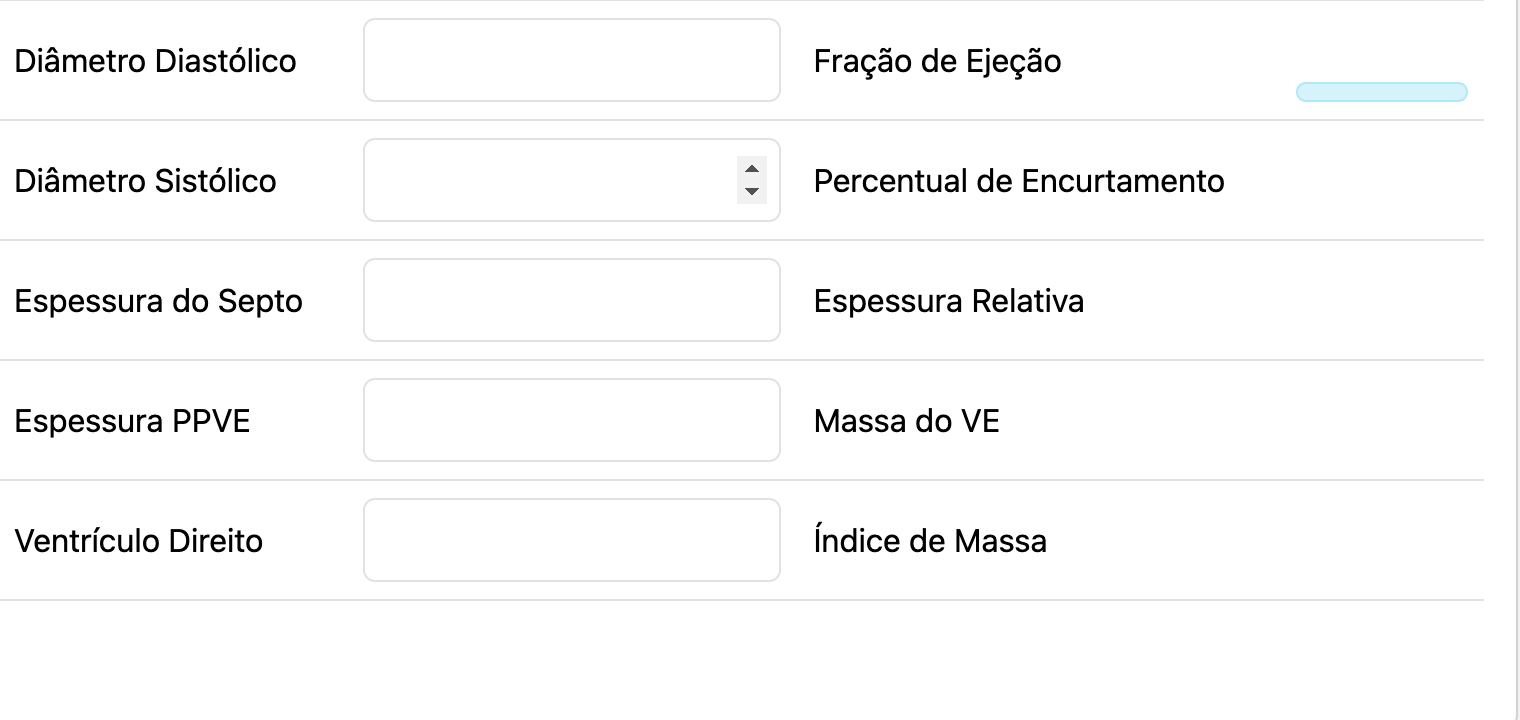 Diâmetro Diastólico Fração de Ejeção
Diâmetro Sistólico Percentual de Encurtamento
Espessura do Septo Espessura Relativa
Espessura PPVE Massa do VE
Ventrículo Direito Índice de Massa